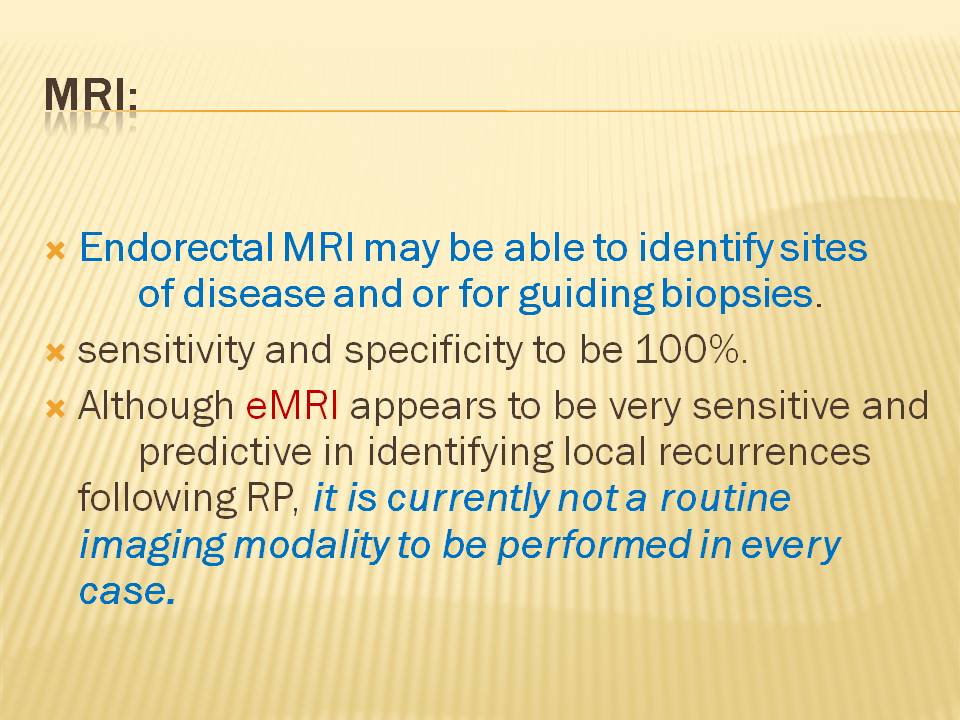 MRI:
Endorectal MRI may be able to identify sites
of disease and or for guiding biopsies.
sensitivity and specificity to be 100%.
Although eMRI appears to be very sensitive and
predictive in identifying local recurrences
following RP, it is currently not a routine
imaging modality to be performed in every
case.